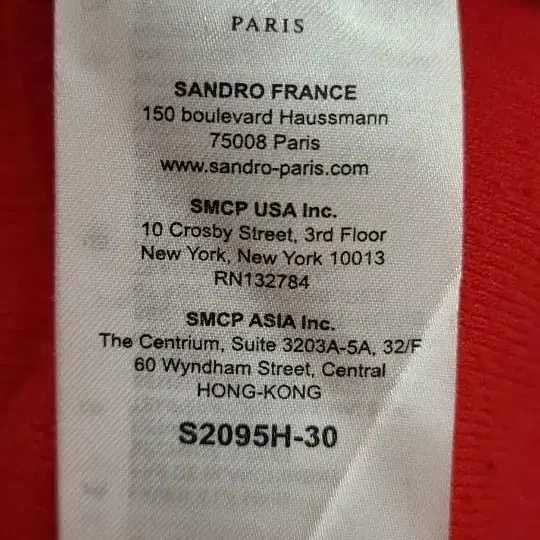 PARIS
SANDRO FRANCE
150 boulevard Haussmann
75008 Paris
www.sandro-paris.com
SMCP USA Inc.
10 Crosby Street, 3rd Floor
New York, New York 10013
RN132784
SMCP ASIA Inc.
The Centrium, Suite 3203A-5A, 32/F
60 Wyndham Street, Central
HONG-KONG
S2095H-30